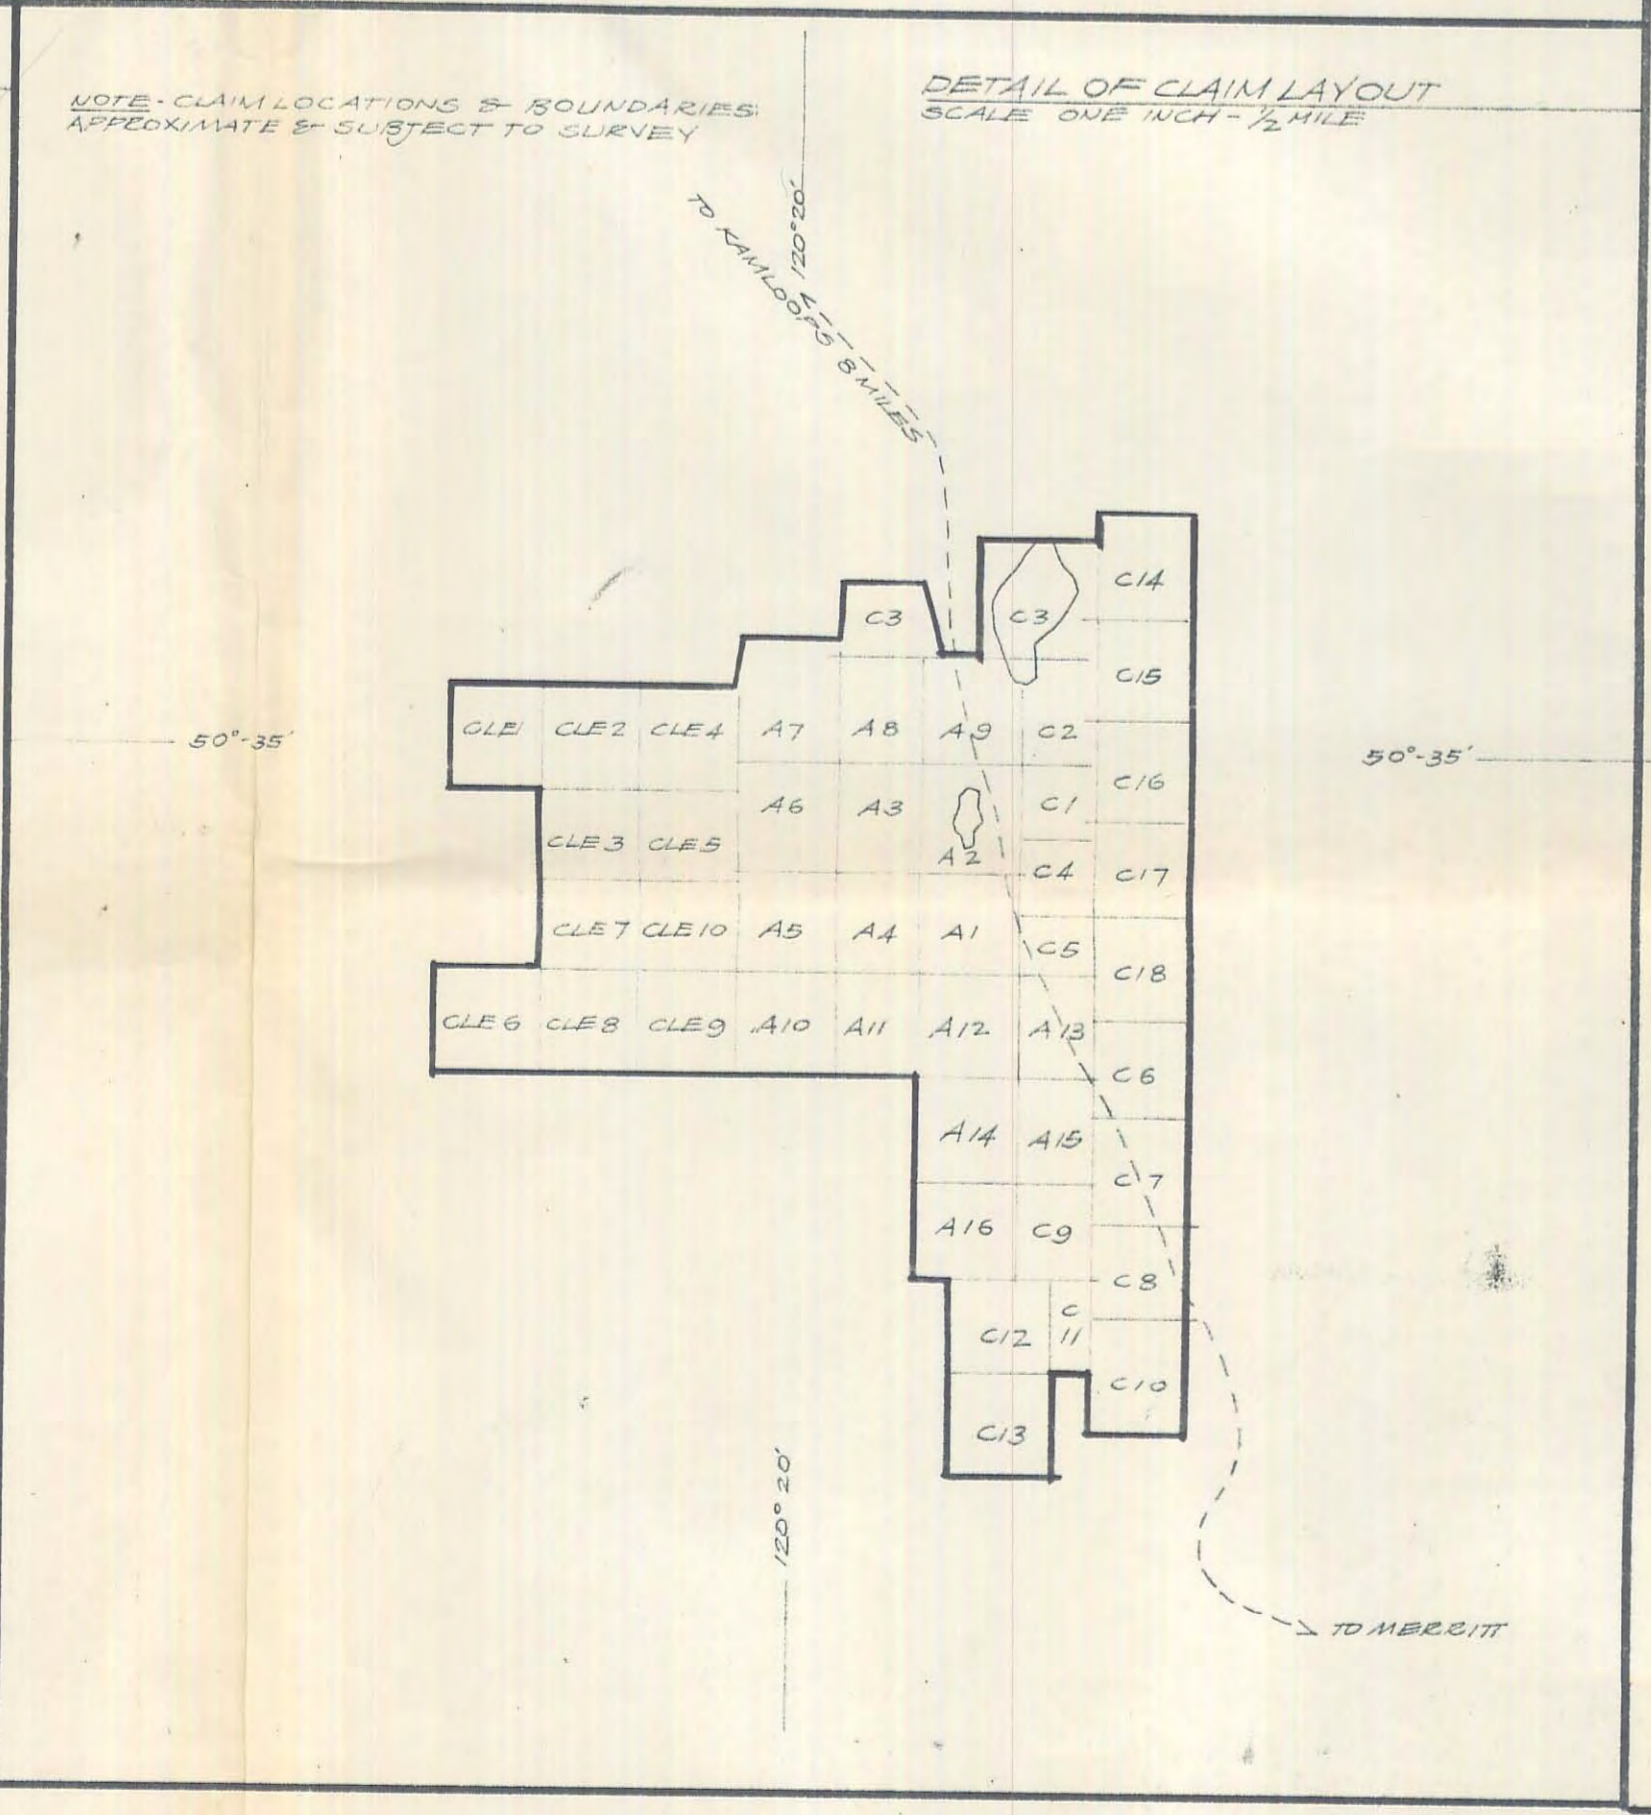 NOTE - CLAIM LOCATIONS & BOUNDARIES
APPROXIMATE & SUBJECT TO SURVEY
DETAIL OF CLAIM LAYOUT
SCALE ONE INCH - 1/2 MILE
120°20'
TO KAMLOOPS 8 MILES
C14
C3
C3
C15
50°-35'
CLE1 CLE2 CLE4 A7 A8 A9 C2
50°-35'
C16
A6 A3 C1
CLE3 CLE5 A2
C4 C17
CLE7 CLE10 A5 A4 A1
C5
C18
CLE6 CLE8 CLE9 A10 A11 A12 A13
C6
A14 A15
C7
A16 C9
C8
C
11
C12
C10
C13
120°20'
TO MERRITT